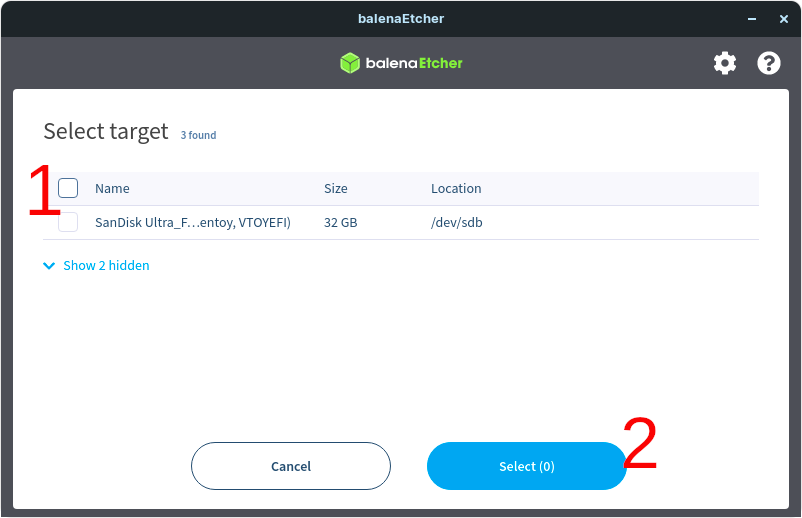 balenaEtcher
balenaEtcher
Select target 3 found
1
Name Size Location
SanDisk Ultra_F…entoy, VTOYEFI) 32 GB /dev/sdb
Show 2 hidden
2
Cancel Select (0)